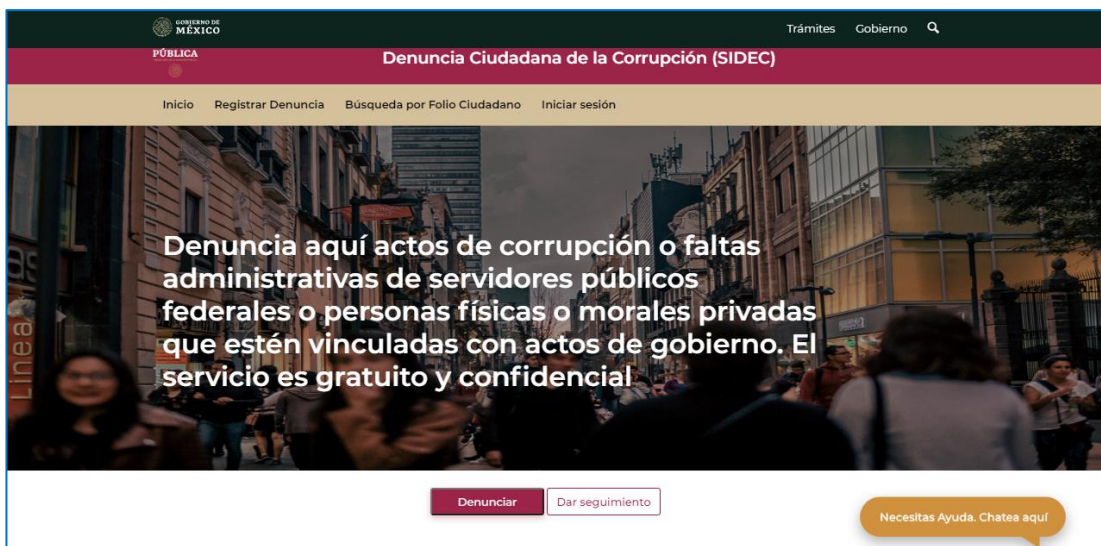 GOBIERNO DE
MÉXICO
Trámites Gobierno
PÚBLICA
Denuncia Ciudadana de la Corrupción (SIDEC)
Inicio Registrar Denuncia Búsqueda por Folio Ciudadano Iniciar sesión
Denuncia aquí actos de corrupción o faltas
administrativas de servidores públicos
federales o personas físicas o morales privadas
que estén vinculadas con actos de gobierno. El
servicio es gratuito y confidencial
Línea
Denunciar Dar seguimiento
Necesitas Ayuda. Chatea aquí